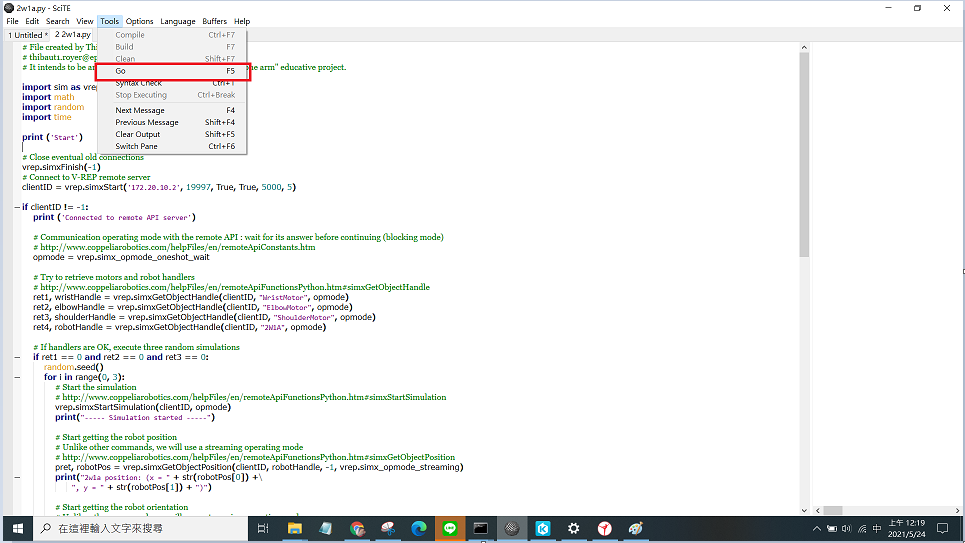 2w1a.py - SciTE
File Edit Search View Tools Options Language Buffers Help
1 Untitled * 2 2w1a.py
Compile Ctrl+F7
Build F7
Clean Shift+F7
Go F5
Syntax Check Ctrl+1
Stop Executing Ctrl+Break
Next Message F4
Previous Message Shift+F4
Clear Output Shift+F5
Switch Pane Ctrl+F6
# File created by Thi
# thibaut1.royer@ep
# It intends to be an
ne arm" educative project.
import sim as vrep
import math
import random
import time
print ('Start')
# Close eventual old connections
vrep.simxFinish(-1)
# Connect to V-REP remote server
clientID = vrep.simxStart('172.20.10.2', 19997, True, True, 5000, 5)
if clientID != -1:
print ('Connected to remote API server')
# Communication operating mode with the remote API : wait for its answer before continuing (blocking mode)
# http://www.coppeliarobotics.com/helpFiles/en/remoteApiConstants.htm
opmode = vrep.simx_opmode_oneshot_wait
# Try to retrieve motors and robot handlers
# http://www.coppeliarobotics.com/helpFiles/en/remoteApiFunctionsPython.htm#simxGetObjectHandle
ret1, wristHandle = vrep.simxGetObjectHandle(clientID, "WristMotor", opmode)
ret2, elbowHandle = vrep.simxGetObjectHandle(clientID, "ElbowMotor", opmode)
ret3, shoulderHandle = vrep.simxGetObjectHandle(clientID, "ShoulderMotor", opmode)
ret4, robotHandle = vrep.simxGetObjectHandle(clientID, "2W1A", opmode)
# If handlers are OK, execute three random simulations
if ret1 == 0 and ret2 == 0 and ret3 == 0:
random.seed()
for i in range(0, 3):
# Start the simulation
# http://www.coppeliarobotics.com/helpFiles/en/remoteApiFunctionsPython.htm#simxStartSimulation
vrep.simxStartSimulation(clientID, opmode)
print("----- Simulation started -----")
# Start getting the robot position
# Unlike other commands, we will use a streaming operating mode
# http://www.coppeliarobotics.com/helpFiles/en/remoteApiFunctionsPython.htm#simxGetObjectPosition
pret, robotPos = vrep.simxGetObjectPosition(clientID, robotHandle, -1, vrep.simx_opmode_streaming)
print("2w1a position: (x = " + str(robotPos[0]) +\
", y = " + str(robotPos[1]) + ")")
# Start getting the robot orientation
在這裡輸入文字來搜尋
中
上午 12:19
2021/5/24